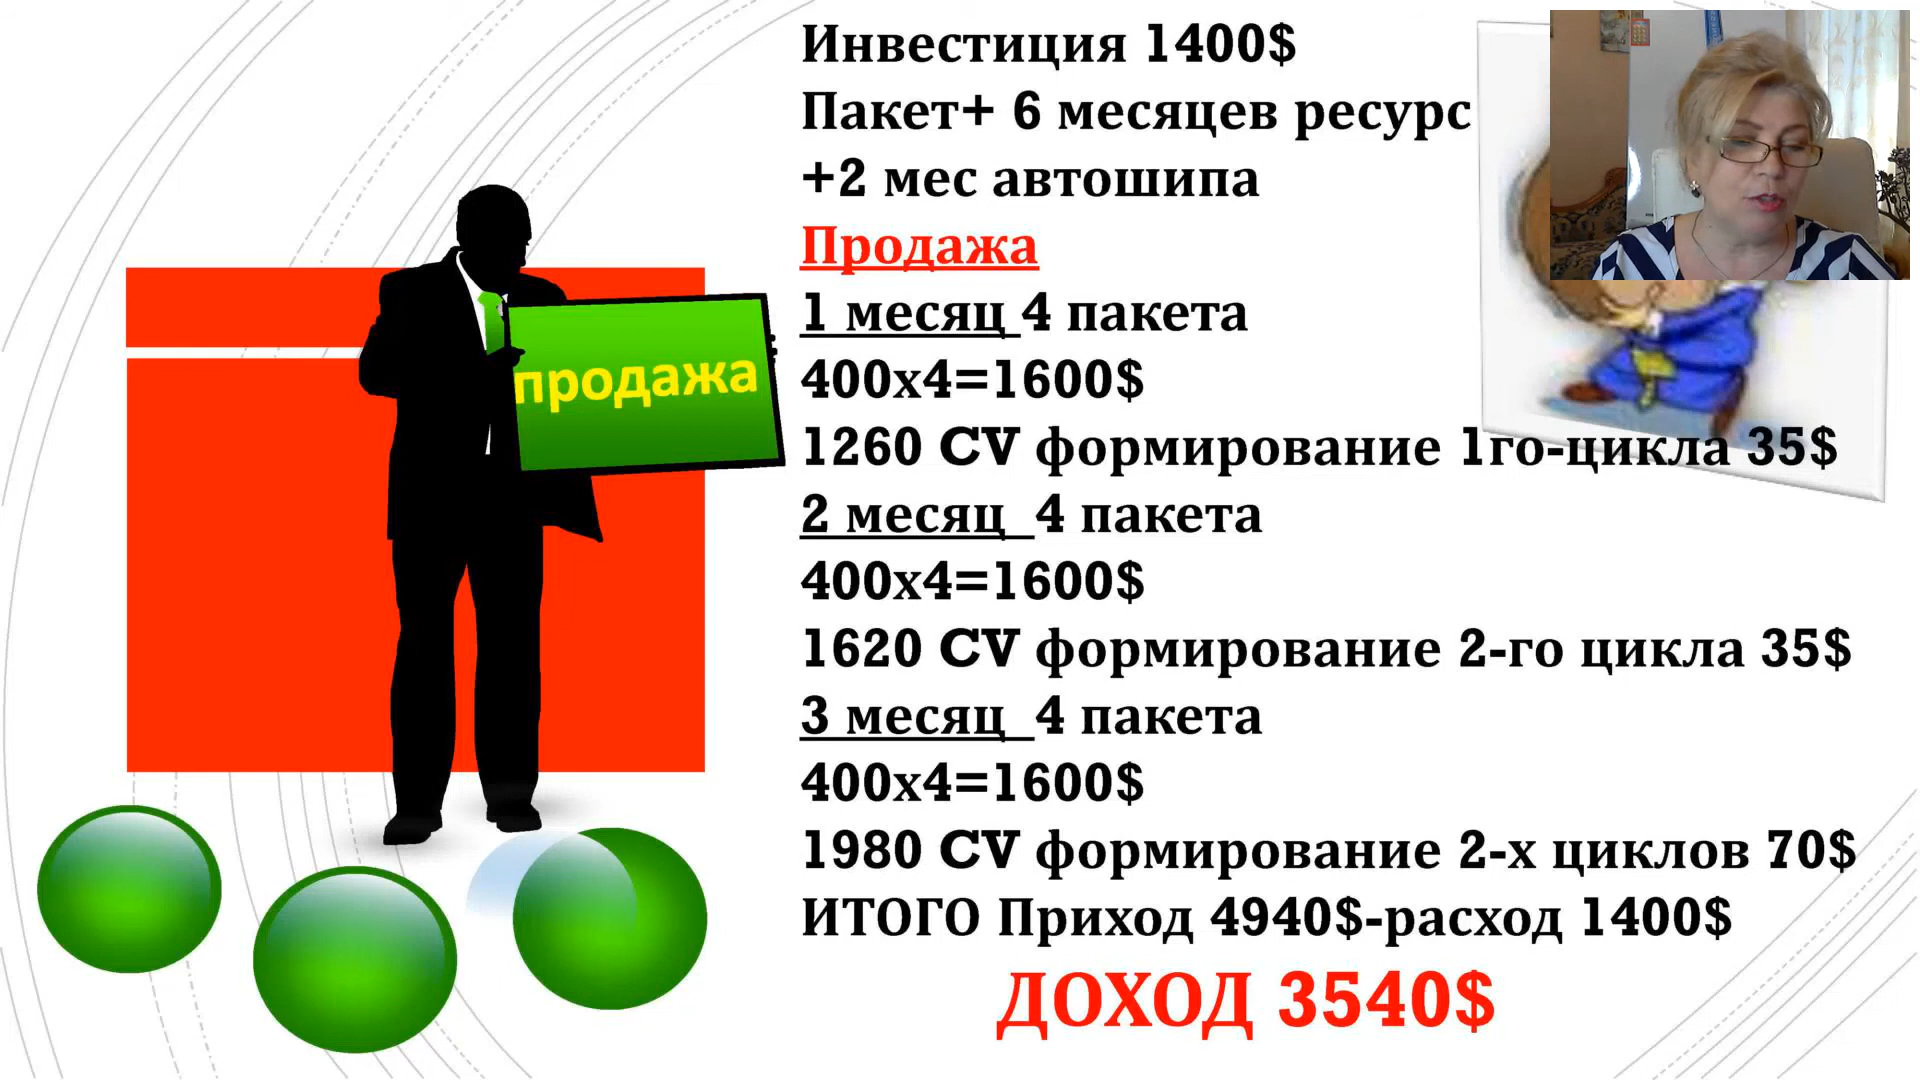 Инвестиция 1400$
Пакет+ 6 месяцев ресурс
+2 мес автошипа
Продажа
1 месяц 4 пакета
400х4=1600$
1260 CV формирование 1го-цикла 35$
2 месяц 4 пакета
400х4=1600$
1620 CV формирование 2-го цикла 35$
3 месяц 4 пакета
400х4=1600$
1980 CV формирование 2-х циклов 70$
ИТОГО Приход 4940$-расход 1400$
ДОХОД 3540$
продажа